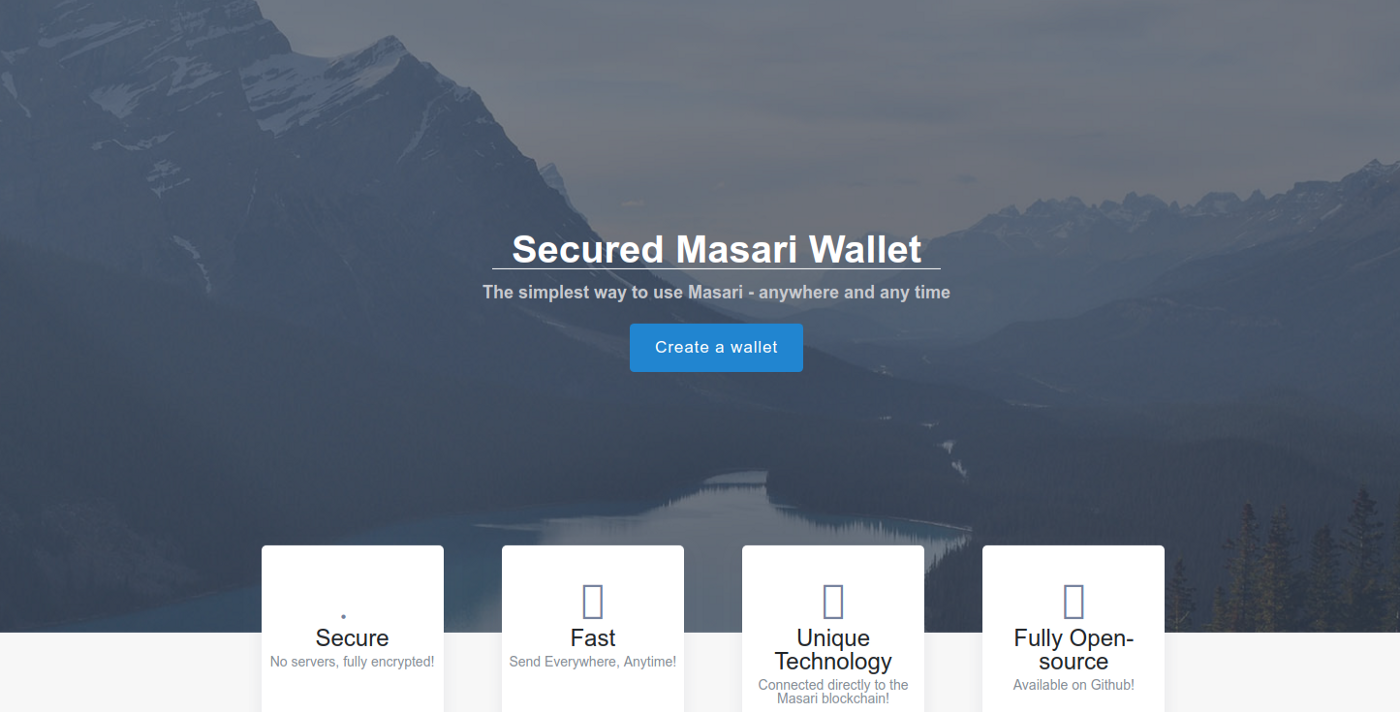 Secured Masari Wallet
The simplest way to use Masari - anywhere and any time
Create a wallet
Secure
No servers, fully encrypted!
Fast
Send Everywhere, Anytime!
Unique
Technology
Connected directly to the
Masari blockchain!
Fully Open-
source
Available on Github!